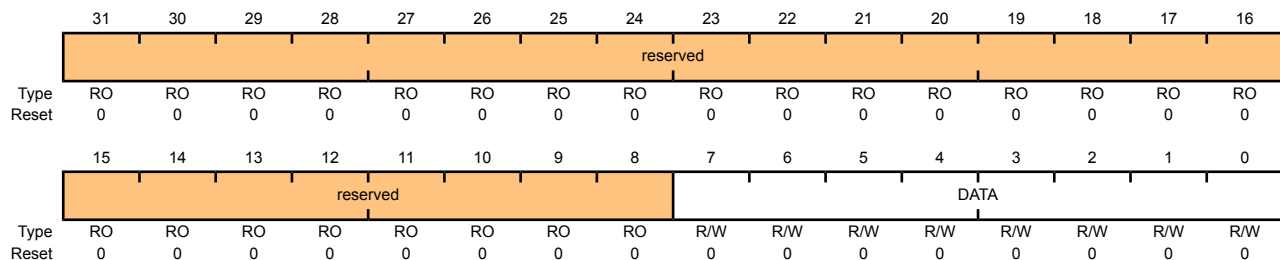 31 30 29 28 27 26 25 24 23 22 21 20 19 18 17 16
reserved
Type RO RO RO RO RO RO RO RO RO RO RO RO RO RO RO RO
Reset 0 0 0 0 0 0 0 0 0 0 0 0 0 0 0 0
15 14 13 12 11 10 9 8 7 6 5 4 3 2 1 0
reserved DATA
Type RO RO RO RO RO RO RO RO R/W R/W R/W R/W R/W R/W R/W R/W
Reset 0 0 0 0 0 0 0 0 0 0 0 0 0 0 0 0